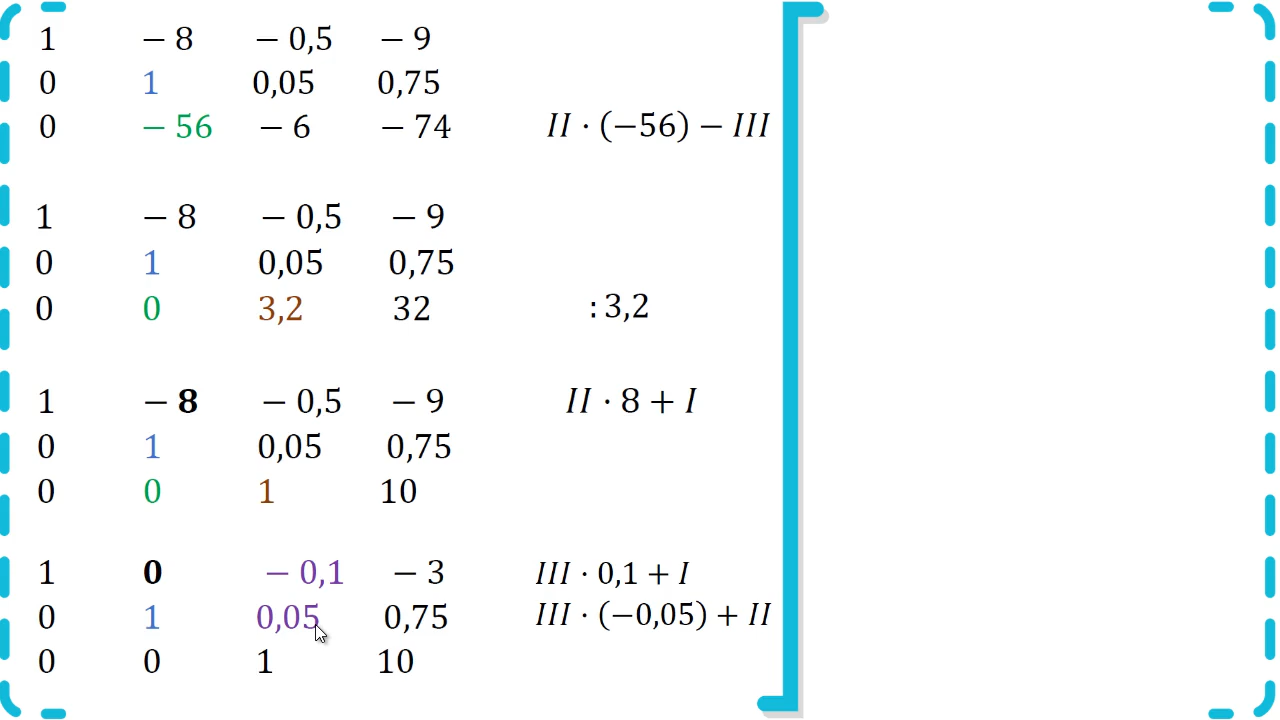 1 − 8 − 0,5 − 9
0 1 0,05 0,75
0 − 56 − 6 − 74 II · (−56) − III
1 − 8 − 0,5 − 9
0 1 0,05 0,75
0 0 3,2 32 : 3,2
1 − 8 − 0,5 − 9 II · 8 + I
0 1 0,05 0,75
0 0 1 10
1 0 − 0,1 − 3 III · 0,1 + I
0 1 0,05 0,75 III · (−0,05) + II
0 0 1 10